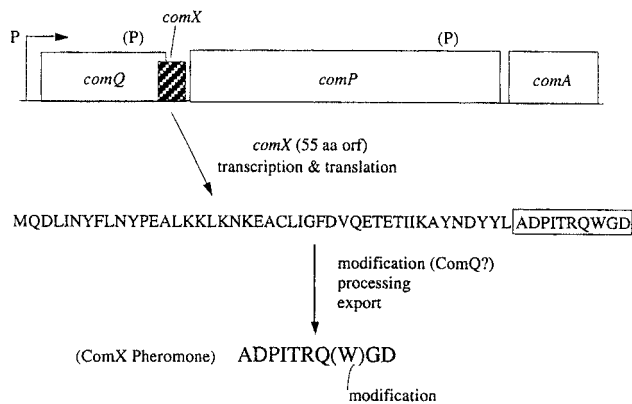 comX
P
(P)
(P)
comQ
comP
comA
comX (55 aa orf)
transcription & translation
MQDLINYFLNYPEALKKLKNKEACLIGFDVQETETIIKAYNDYYLADPITRQWGD
modification (ComQ?)
processing
export
(ComX Pheromone) ADPITRQ(W)GD
modification